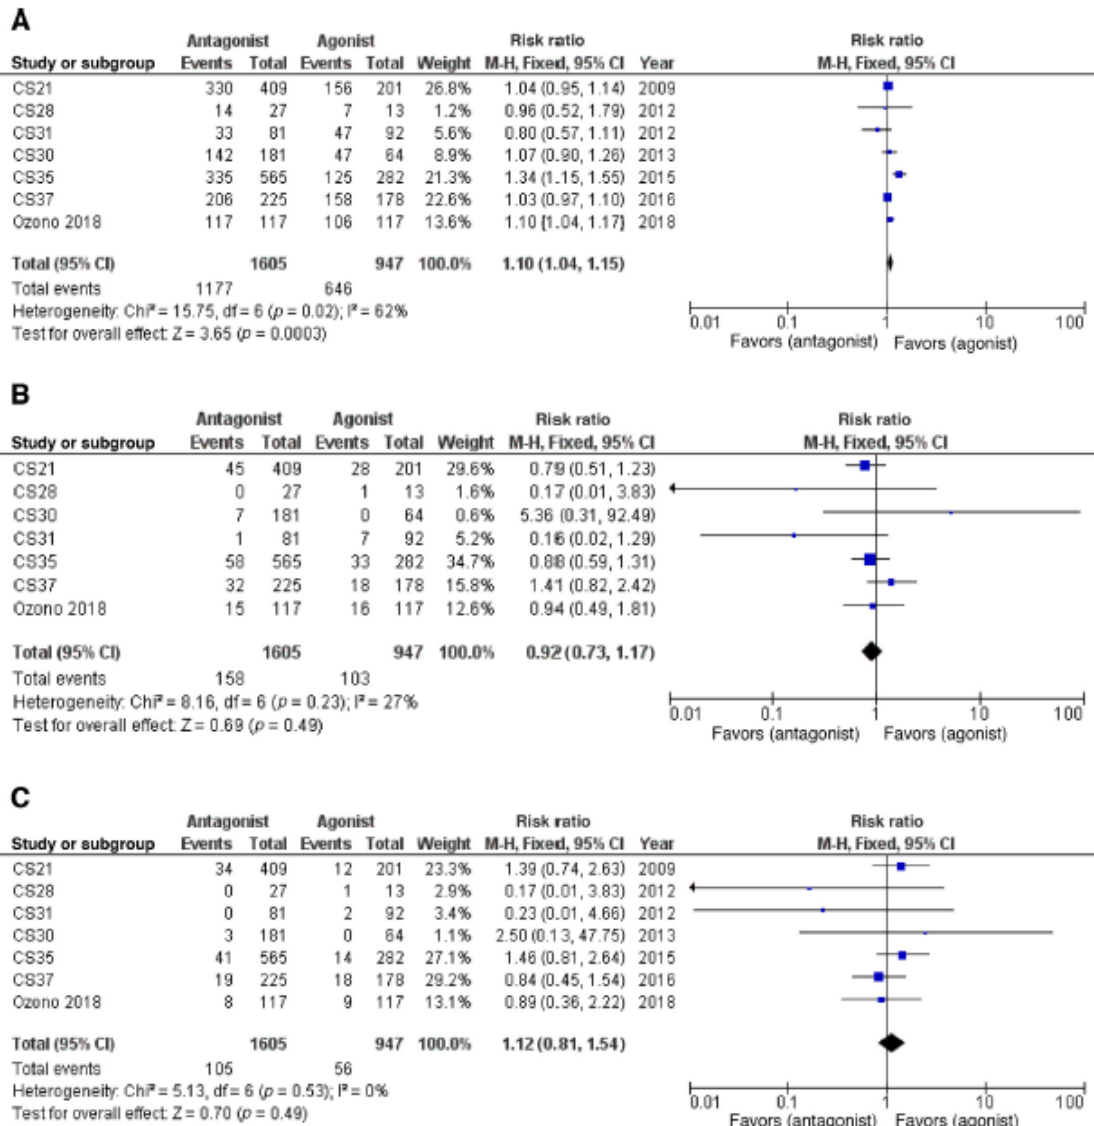 A
Antagonist Agonist Risk ratio Risk ratio
Study or subgroup Events Total Events Total Weight M-H, Fixed, 95% CI Year M-H, Fixed, 95% CI
CS21 330 409 156 201 26.8% 1.04 (0.95, 1.14) 2009
CS28 14 27 7 13 1.2% 0.96 (0.52, 1.79) 2012
CS31 33 81 47 92 5.6% 0.80 (0.57, 1.11) 2012
CS30 142 181 47 64 8.9% 1.07 (0.90, 1.26) 2013
CS35 335 565 125 282 21.3% 1.34 (1.15, 1.55) 2015
CS37 206 225 158 178 22.6% 1.03 (0.97, 1.10) 2016
Ozono 2018 117 117 106 117 13.6% 1.10 [1.04, 1.17] 2018
Total (95% CI) 1605 947 100.0% 1.10 (1.04, 1.15)
Total events 1177 646
Heterogeneity: Chi² = 15.75, df = 6 (p = 0.02); I² = 62%
Test for overall effect: Z = 3.65 (p = 0.0003)
0.01 0.1 1 10 100
Favors (antagonist) Favors (agonist)
B
Antagonist Agonist Risk ratio Risk ratio
Study or subgroup Events Total Events Total Weight M-H, Fixed, 95% CI M-H, Fixed, 95% CI
CS21 45 409 28 201 29.6% 0.79 (0.51, 1.23)
CS28 0 27 1 13 1.6% 0.17 (0.01, 3.83)
CS30 7 181 0 64 0.6% 5.36 (0.31, 92.49)
CS31 1 81 7 92 5.2% 0.16 (0.02, 1.29)
CS35 58 565 33 282 34.7% 0.88 (0.59, 1.31)
CS37 32 225 18 178 15.8% 1.41 (0.82, 2.42)
Ozono 2018 15 117 16 117 12.6% 0.94 (0.49, 1.81)
Total (95% CI) 1605 947 100.0% 0.92 (0.73, 1.17)
Total events 158 103
Heterogeneity: Chi² = 8.16, df = 6 (p = 0.23); I² = 27%
Test for overall effect: Z = 0.69 (p = 0.49)
0.01 0.1 1 10 100
Favors (antagonist) Favors (agonist)
C
Antagonist Agonist Risk ratio Risk ratio
Study or subgroup Events Total Events Total Weight M-H, Fixed, 95% CI Year M-H, Fixed, 95% CI
CS21 34 409 12 201 23.3% 1.39 (0.74, 2.63) 2009
CS28 0 27 1 13 2.9% 0.17 (0.01, 3.83) 2012
CS31 0 81 2 92 3.4% 0.23 (0.01, 4.66) 2012
CS30 3 181 0 64 1.1% 2.50 (0.13, 47.75) 2013
CS35 41 565 14 282 27.1% 1.46 (0.81, 2.64) 2015
CS37 19 225 18 178 29.2% 0.84 (0.45, 1.54) 2016
Ozono 2018 8 117 9 117 13.1% 0.89 (0.36, 2.22) 2018
Total (95% CI) 1605 947 100.0% 1.12 (0.81, 1.54)
Total events 105 56
Heterogeneity: Chi² = 5.13, df = 6 (p = 0.53); I² = 0%
Test for overall effect: Z = 0.70 (p = 0.49)
0.01 0.1 1 10 100
Favors (antagonist) Favors (agonist)